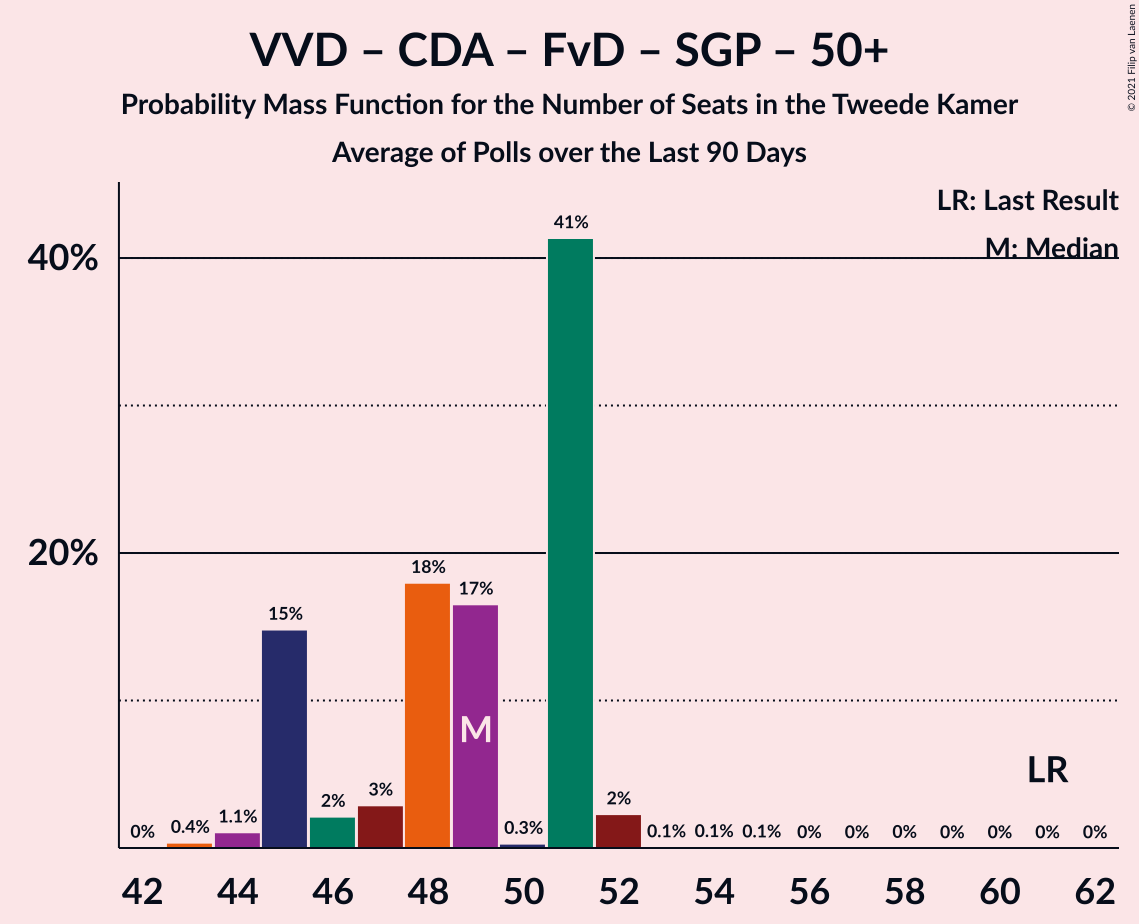 VVD – CDA – FvD – SGP – 50+
Probability Mass Function for the Number of Seats in the Tweede Kamer
Average of Polls over the Last 90 Days
© 2021 Filip van Laenen
LR: Last Result
M: Median
40%
20%
0%
0.4%
1.1%
15%
2%
3%
18%
17%
0.3%
41%
2%
0.1%
0.1%
0.1%
0%
0%
0%
0%
0%
0%
0%
M
LR
42 44 46 48 50 52 54 56 58 60 62